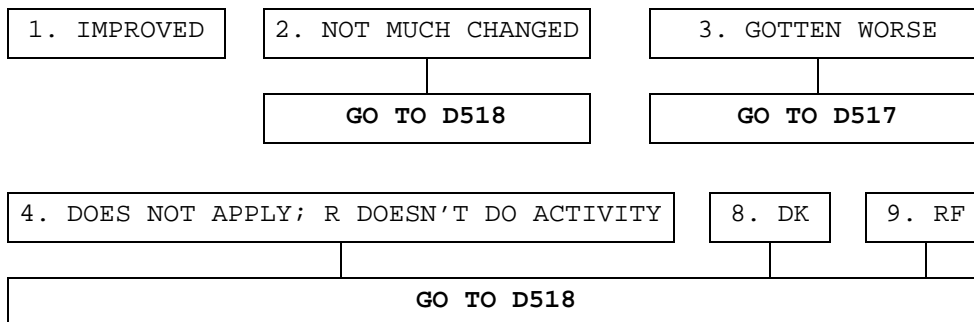 1. IMPROVED 2. NOT MUCH CHANGED 3. GOTTEN WORSE
GO TO D518 GO TO D517
4. DOES NOT APPLY; R DOESN'T DO ACTIVITY 8. DK 9. RF
GO TO D518